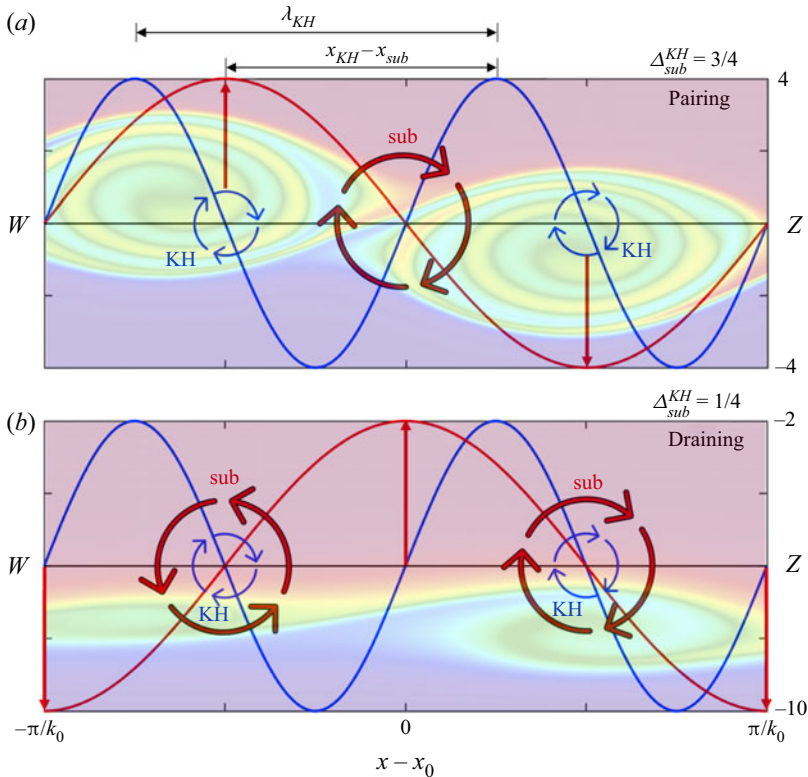 (a)
λ_KH
x_KH – x_sub
Δ_sub^KH = 3/4
4
Pairing
sub
W
KH
KH
Z
–4
(b)
Δ_sub^KH = 1/4
–2
Draining
sub
sub
W
KH
KH
Z
–10
–π/k_0
0
π/k_0
x – x_0